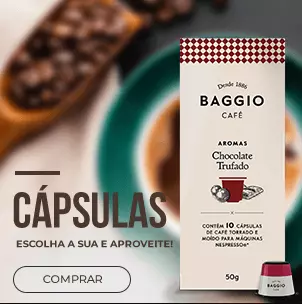 Desde 1886
BAGGIO
CAFÉ
AROMAS
Chocolate
Trufado
CONTÉM 10 CÁPSULAS
DE CAFÉ TORRADO E
MOÍDO PARA MÁQUINAS
NESPRESSO®*
50g
CÁPSULAS
ESCOLHA A SUA E APROVEITE!
COMPRAR
BAGGIO